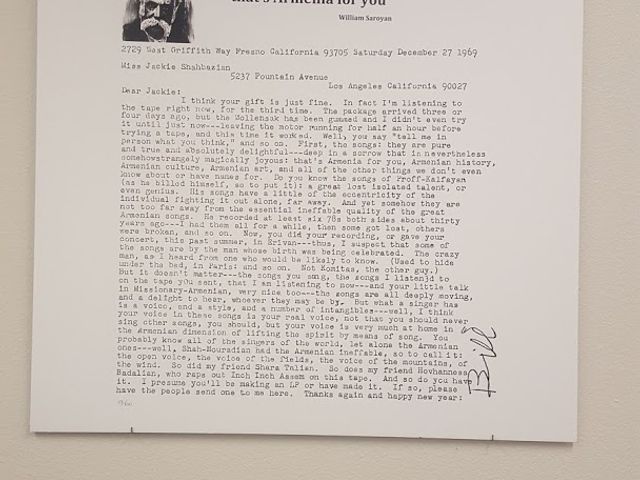 that's Armenia for you"
William Saroyan
2729 West Griffith Way Fresno California 93705 Saturday December 27 1969
Miss Jackie Shahbazian
5237 Fountain Avenue
Los Angeles California 90027
Dear Jackie:
I think your gift is just fine. In fact I'm listening to
the tape right now, for the third time. The package arrived three or
four days ago, but the Wollensak has been gummed and I didn't even try
it until just now---leaving the motor running for half an hour before
trying a tape, and this time it worked. Well, you say "tell me in
person what you think," and so on. First, the songs: they are pure
and true and absolutely delightful---deep in a sorrow that is nevertheless
somehow strangely magically joyous: that's Armenia for you, Armenian history,
Armenian culture, Armenian art, and all of the other things we don't even
know about or have names for. Do you know the songs of Proff-Kalfayan
(as he billed himself, so to put it): a great lost isolated talent, or
even genius. His songs have a little of the eccentricity of the
individual fighting it out alone, far away. And yet somehow they are
not too far away from the essential ineffable quality of the great
Armenian songs. He recorded at least six 78s both sides about thirty
years ago---I had them all for a while, then some got lost, others
were broken, and so on. Now, you did your recording, or gave your
concert, this past summer, in Erivan---thus, I suspect that some of
the songs are by the man whose birth was being celebrated. The crazy
man, as I heard from one who would be likely to know. (Used to hide
under the bed, in Paris: and so on. Not Komitas, the other guy.)
But it doesn't matter---the songs you song, the songs I listen3d to
on the tape you sent, that I am listening to now---and your little talk
in Missionary-Armenian, very nice too---the songs are all deeply moving,
and a delight to hear, whoever they may be by. But what a singer has
is a voice, and a style, and a number of intangibles---well, I think
your voice in these songs is your real voice, not that you should never
sing other songs, you should, but your voice is very much at home in
the Armenian dimension of lifting the spirit by means of song. You
probably know all of the singers of the world, let alone the Armenian
ones---well, Shah-Mouradian had the Armenian ineffable, so to call it:
the open voice, the voice of the fields, the voice of the mountains, of
the wind. So did my friend Shara Talian. So does my friend Hovhanness
Badalian, who raps out Inch Inch Assem on this tape. And so do you have
it. I presume you'll be making an LP or have made it. If so, please
have the people send one to me here. Thanks again and happy new year:
Bill